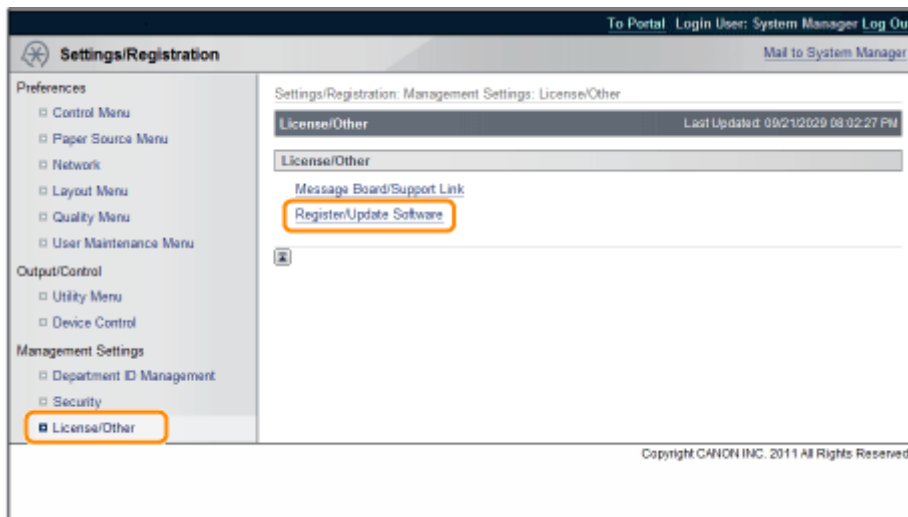 To Portal Login User: System Manager Log Ou
Settings/Registration
Mail to System Manager
Preferences
Control Menu
Paper Source Menu
Network
Layout Menu
Quality Menu
User Maintenance Menu
Output/Control
Utility Menu
Device Control
Management Settings
Department ID Management
Security
License/Other
Settings/Registration: Management Settings: License/Other
License/Other
Last Updated: 09/21/2029 08:02:27 PM
License/Other
Message Board/Support Link
Register/Update Software
Copyright CANON INC. 2011 All Rights Reserved